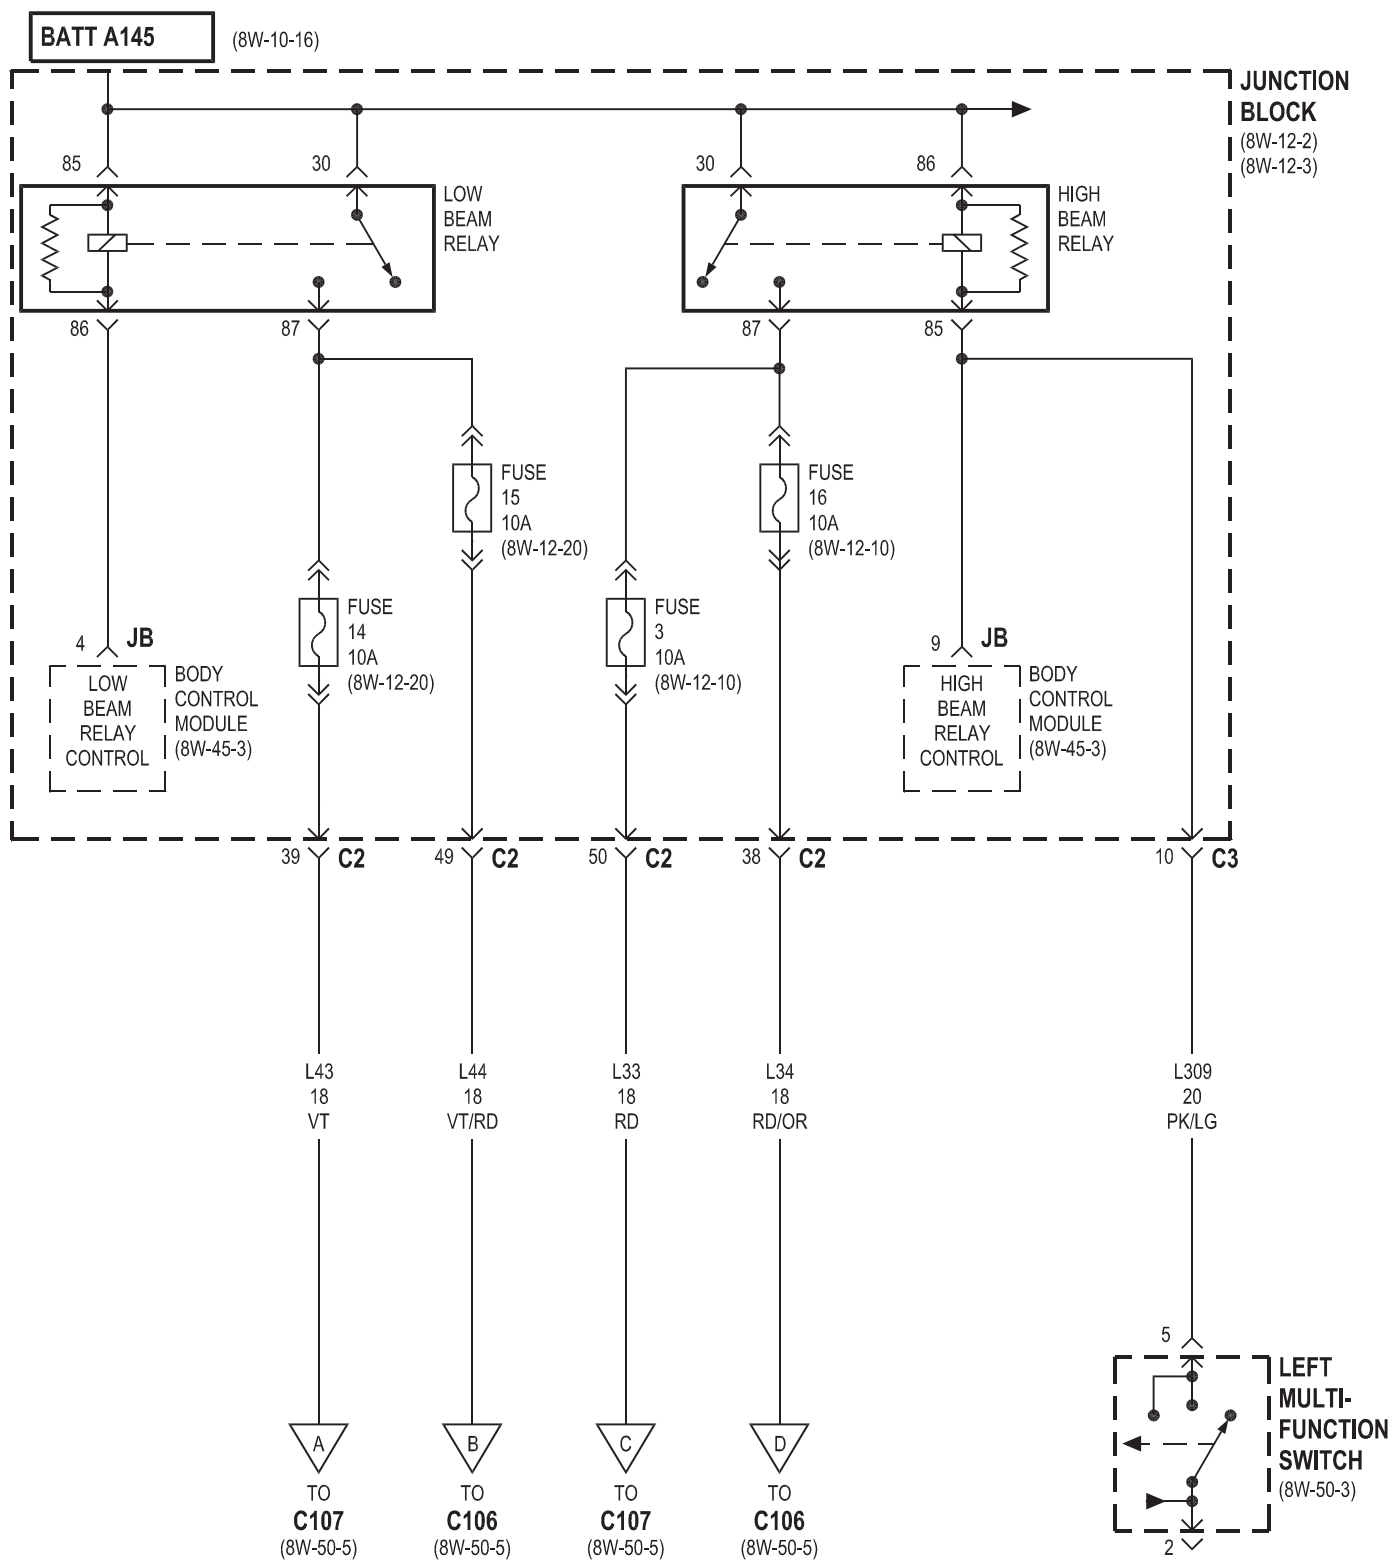 BATT A145
(8W-10-16)
JUNCTION
BLOCK
(8W-12-2)
(8W-12-3)
85
30
30
86
LOW
BEAM
RELAY
HIGH
BEAM
RELAY
86
87
87
85
FUSE
15
10A
(8W-12-20)
FUSE
16
10A
(8W-12-10)
FUSE
14
10A
(8W-12-20)
FUSE
3
10A
(8W-12-10)
4
JB
LOW
BEAM
RELAY
CONTROL
BODY
CONTROL
MODULE
(8W-45-3)
9
JB
HIGH
BEAM
RELAY
CONTROL
BODY
CONTROL
MODULE
(8W-45-3)
39
C2
49
C2
50
C2
38
C2
10
C3
L43
18
VT
L44
18
VT/RD
L33
18
RD
L34
18
RD/OR
L309
20
PK/LG
5
LEFT
MULTI-
FUNCTION
SWITCH
(8W-50-3)
2
A
TO
C107
(8W-50-5)
B
TO
C106
(8W-50-5)
C
TO
C107
(8W-50-5)
D
TO
C106
(8W-50-5)